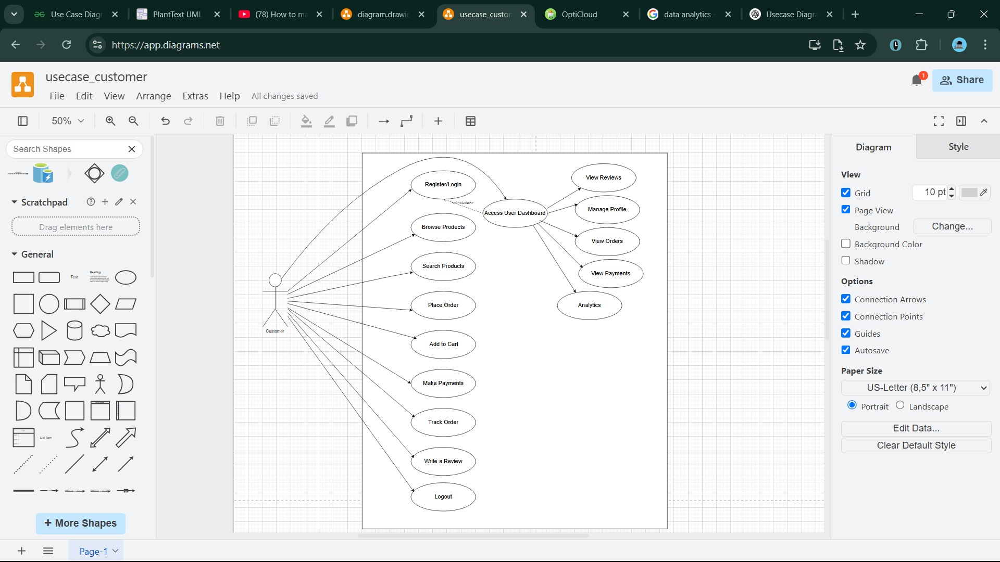 Use Case Diagr
PlantText UML
(78) How to ma
diagram.drawio
usecase_custon
OptiCloud
data analytics -
Usecase Diagra
https://app.diagrams.net
usecase_customer
File Edit View Arrange Extras Help All changes saved
1
Share
50%
Search Shapes
Scratchpad
Drag elements here
General
Text
Heading
List Item
+ More Shapes
Page-1
Customer
Register/Login
<<include>>
Access User Dashboard
Browse Products
Search Products
Place Order
Add to Cart
Make Payments
Track Order
Write a Review
Logout
View Reviews
Manage Profile
View Orders
View Payments
Analytics
Diagram
Style
View
Grid
10 pt
Page View
Background
Change...
Background Color
Shadow
Options
Connection Arrows
Connection Points
Guides
Autosave
Paper Size
US-Letter (8,5" x 11")
Portrait
Landscape
Edit Data...
Clear Default Style